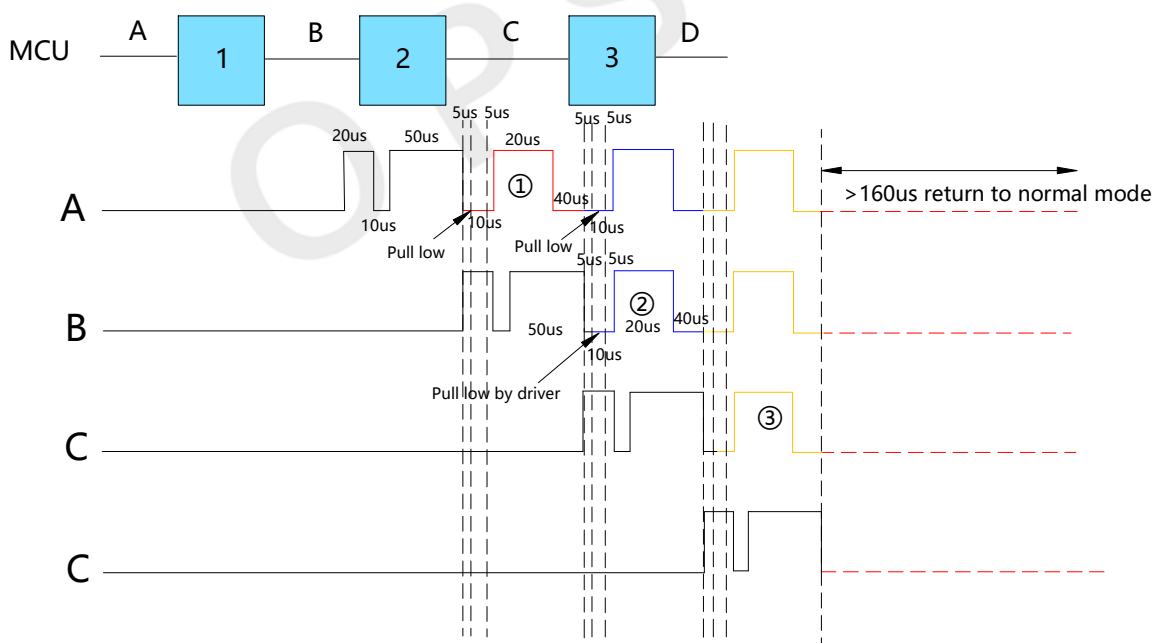 A B C D
MCU 1 2 3
5us 5us 5us 5us
20us 50us 20us
① 40us
A >160us return to normal mode
10us 10us 10us
Pull low Pull low
5us 5us
② 40us
B 50us 20us
10us
Pull low by driver
③
C
C
OPS